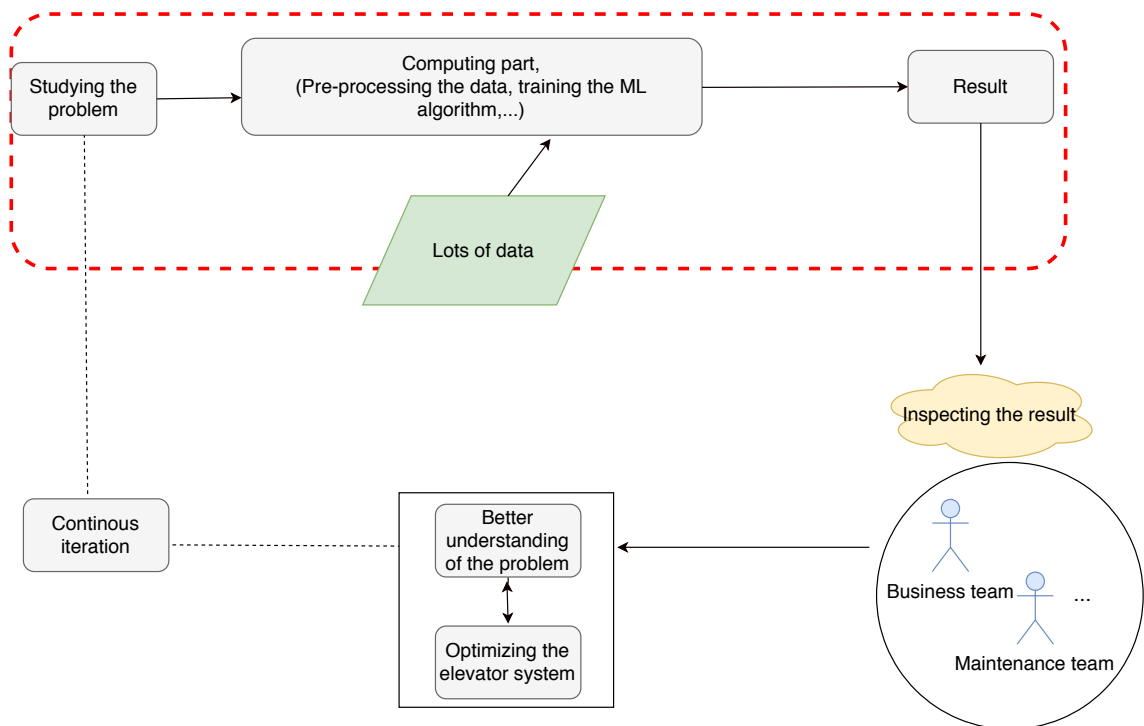 Studying the
problem
Computing part,
(Pre-processing the data, training the ML
algorithm,...)
Result
Lots of data
Inspecting the result
Continous
iteration
Better
understanding
of the problem
Optimizing the
elevator system
Business team
...
Maintenance team